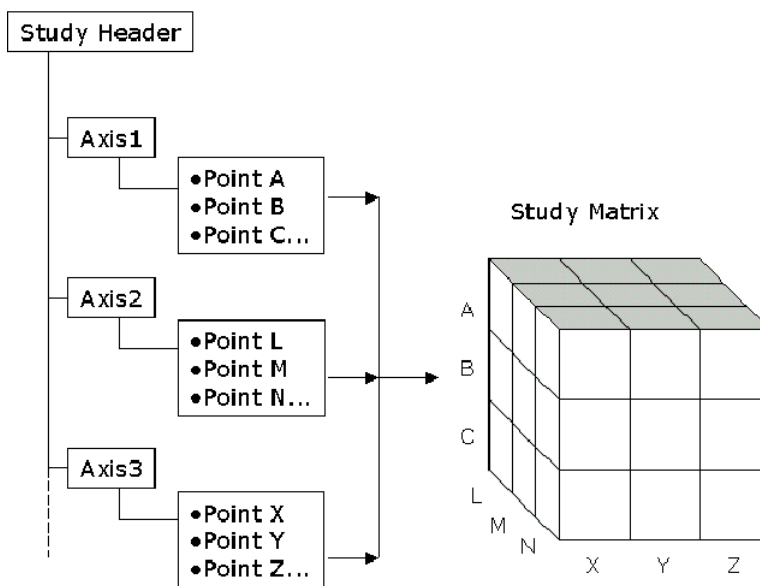 Study Header
Axis1
•Point A
•Point B
•Point C...
Axis2
•Point L
•Point M
•Point N...
Axis3
•Point X
•Point Y
•Point Z...
Study Matrix
A
B
C
L
M
N
X Y Z